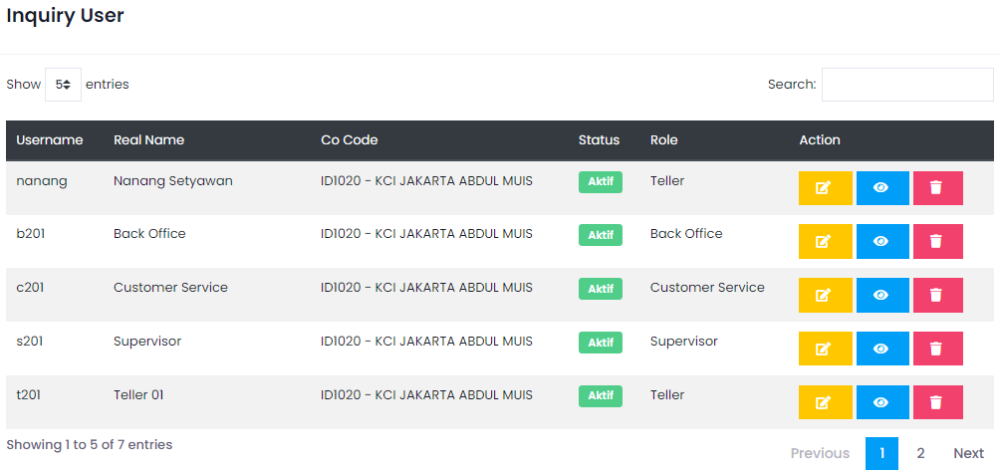 Inquiry User
Show 5 entries Search:
Username Real Name Co Code Status Role Action
nanang Nanang Setyawan ID1020 - KCI JAKARTA ABDUL MUIS Aktif Teller
b201 Back Office ID1020 - KCI JAKARTA ABDUL MUIS Aktif Back Office
c201 Customer Service ID1020 - KCI JAKARTA ABDUL MUIS Aktif Customer Service
s201 Supervisor ID1020 - KCI JAKARTA ABDUL MUIS Aktif Supervisor
t201 Teller 01 ID1020 - KCI JAKARTA ABDUL MUIS Aktif Teller
Showing 1 to 5 of 7 entries Previous 1 2 Next